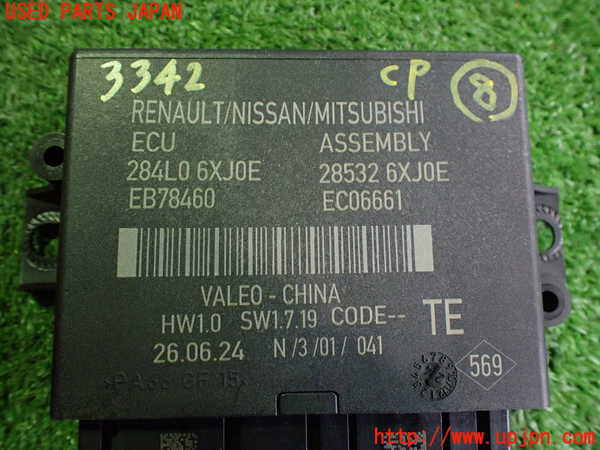 USED PARTS JAPAN
3342 CP 8
RENAULT/NISSAN/MITSUBISHI
ECU ASSEMBLY
284L0 6XJ0E 28532 6XJ0E
EB78460 EC06661
VALEO - CHINA
HW1.0 SW1.7.19 CODE-- TE
26.06.24 N/3/01/ 041
569
http://www.upjpn.com